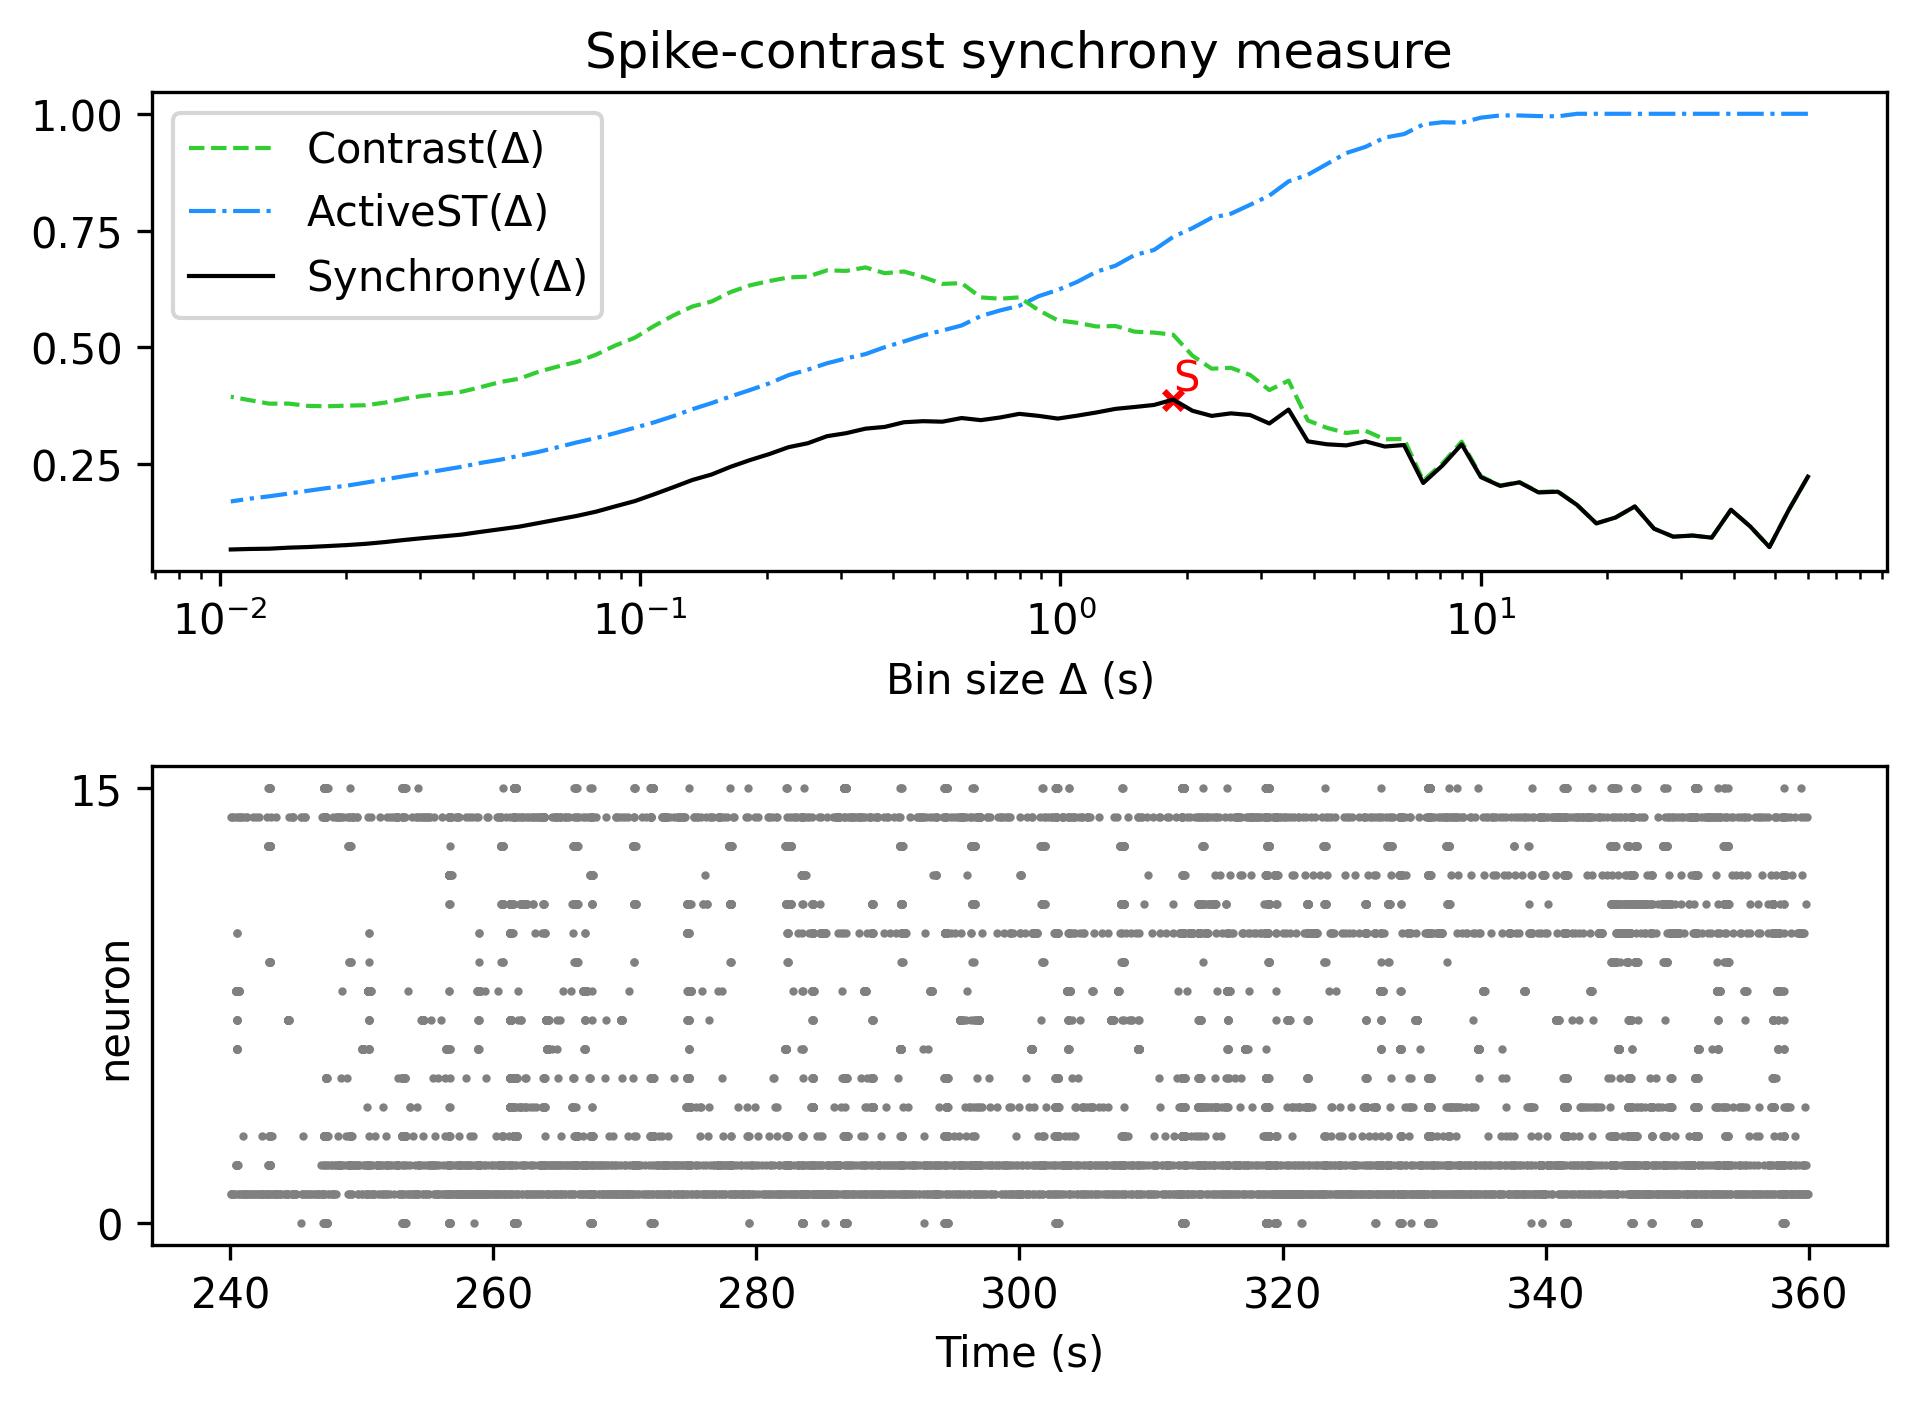 Spike-contrast synchrony measure
1.00
0.75
0.50
0.25
Contrast(Δ)
ActiveST(Δ)
Synchrony(Δ)
S
10⁻² 10⁻¹ 10⁰ 10¹
Bin size Δ (s)
15
0
neuron
240 260 280 300 320 340 360
Time (s)